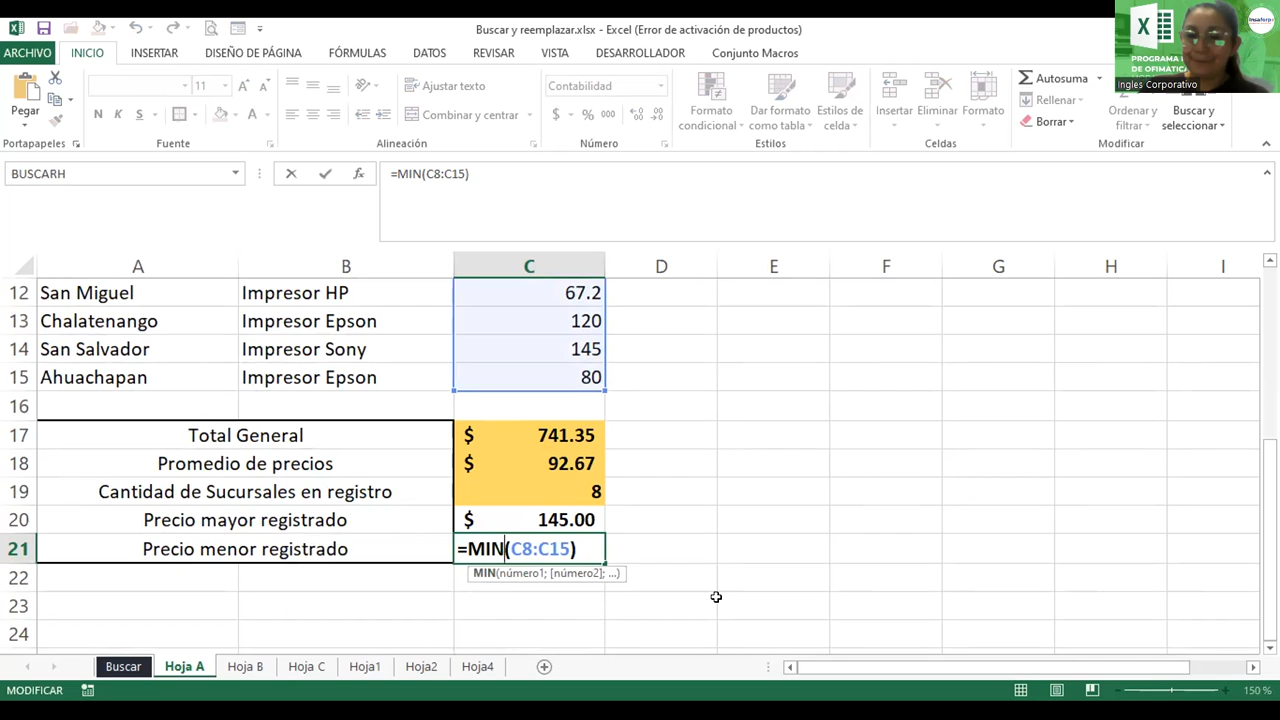 Buscar y reemplazar.xlsx - Excel (Error de activación de productos)
ARCHIVO INICIO INSERTAR DISEÑO DE PÁGINA FÓRMULAS DATOS REVISAR VISTA DESARROLLADOR Conjunto Macros
Pegar
11
N K S
Ajustar texto
Combinar y centrar
Contabilidad
$ % 000
Formato condicional
Dar formato como tabla
Estilos de celda
Insertar
Eliminar
Formato
Autosuma
Rellenar
Borrar
Ordenar y filtrar
Buscar y seleccionar
Portapapeles Fuente Alineación Número Estilos Celdas Modificar
PROGRAMA
DE OFIMÁTICA
Ingles Corporativo
Insaforp
BUSCARH =MIN(C8:C15)
A B C D E F G H I
12 San Miguel Impresor HP 67.2
13 Chalatenango Impresor Epson 120
14 San Salvador Impresor Sony 145
15 Ahuachapan Impresor Epson 80
16
17 Total General $ 741.35
18 Promedio de precios $ 92.67
19 Cantidad de Sucursales en registro 8
20 Precio mayor registrado $ 145.00
21 Precio menor registrado =MIN(C8:C15)
22 MIN(número1; [número2]; ...)
23
24
Buscar Hoja A Hoja B Hoja C Hoja1 Hoja2 Hoja4
MODIFICAR 150 %